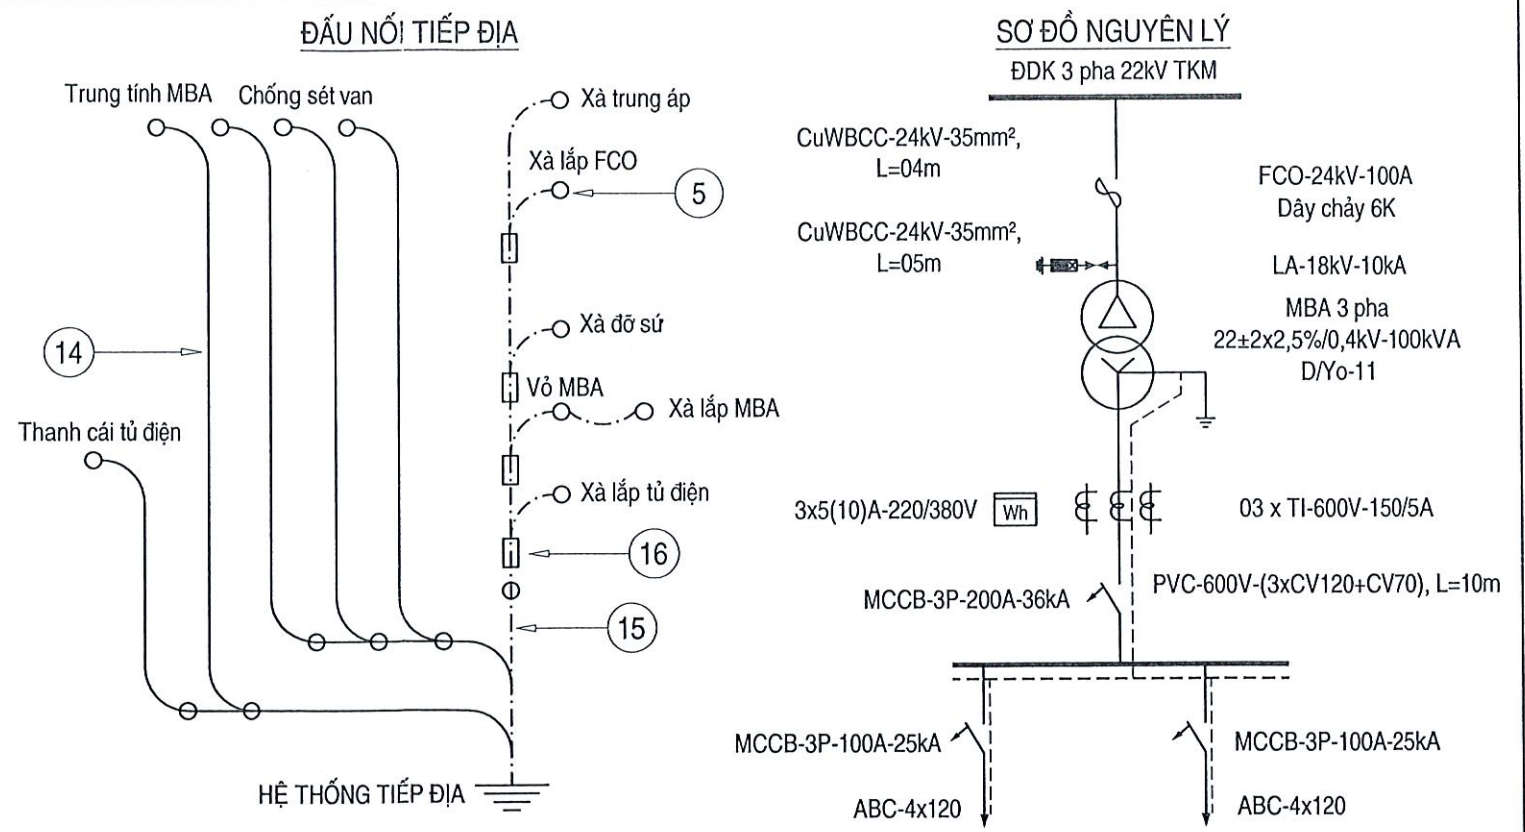 ĐẤU NỐI TIẾP ĐỊA
Trung tính MBA
Chống sét van
Xà trung áp
Xà lắp FCO
5
Xà đỡ sứ
14
Vỏ MBA
Xà lắp MBA
Thanh cái tủ điện
Xà lắp tủ điện
16
15
HỆ THỐNG TIẾP ĐỊA
SƠ ĐỒ NGUYÊN LÝ
ĐDK 3 pha 22kV TKM
CuWBCC-24kV-35mm²,
L=04m
FCO-24kV-100A
Dây chảy 6K
CuWBCC-24kV-35mm²,
L=05m
LA-18kV-10kA
MBA 3 pha
22±2x2,5%/0,4kV-100kVA
D/Yo-11
3x5(10)A-220/380V
Wh
03 x TI-600V-150/5A
MCCB-3P-200A-36kA
PVC-600V-(3xCV120+CV70), L=10m
MCCB-3P-100A-25kA
MCCB-3P-100A-25kA
ABC-4x120
ABC-4x120